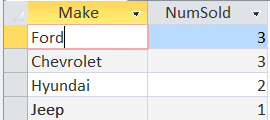 Make NumSold
Ford 3
Chevrolet 3
Hyundai 2
Jeep 1